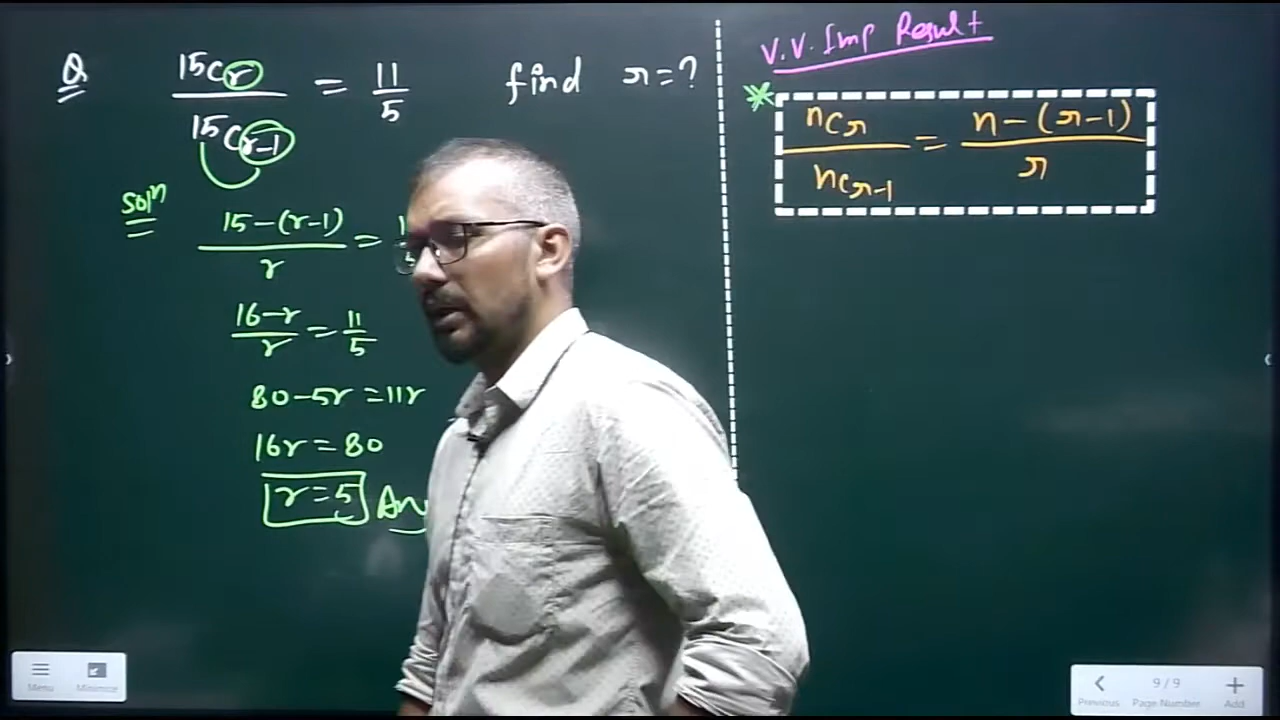 Q 15Cr / 15Cr-1 = 11/5 find r=?
Soln
15-(r-1) / r =
16-r / r = 11/5
80-5r = 11r
16r = 80
r = 5
V.V. Imp Result
* nCr / nCr-1 = n-(r-1) / r
Menu Minimize
9/9
Previous Page Number Add